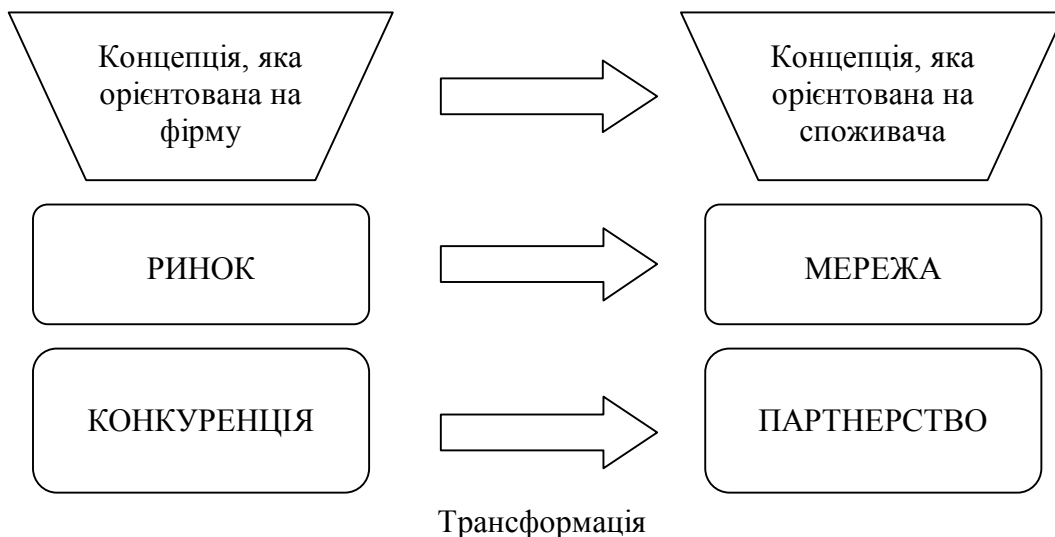 Концепція, яка
орієнтована на
фірму
Концепція, яка
орієнтована на
споживача
РИНОК
МЕРЕЖА
КОНКУРЕНЦІЯ
ПАРТНЕРСТВО
Трансформація